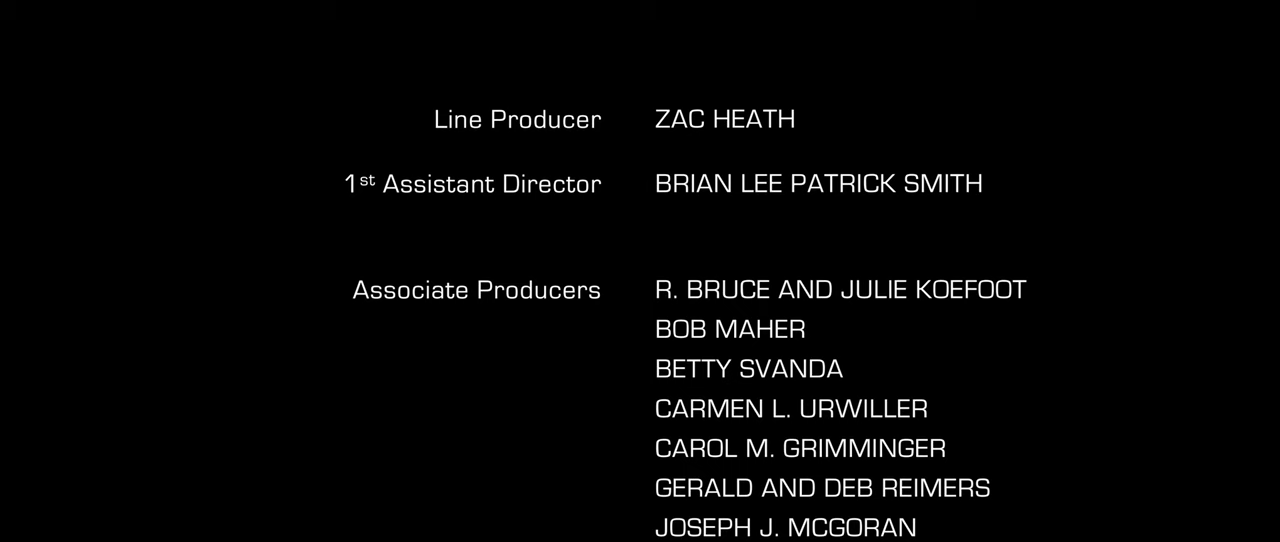 Line Producer ZAC HEATH
1st Assistant Director BRIAN LEE PATRICK SMITH
Associate Producers R. BRUCE AND JULIE KOEFOOT
BOB MAHER
BETTY SVANDA
CARMEN L. URWILLER
CAROL M. GRIMMINGER
GERALD AND DEB REIMERS
JOSEPH J. MCGORAN